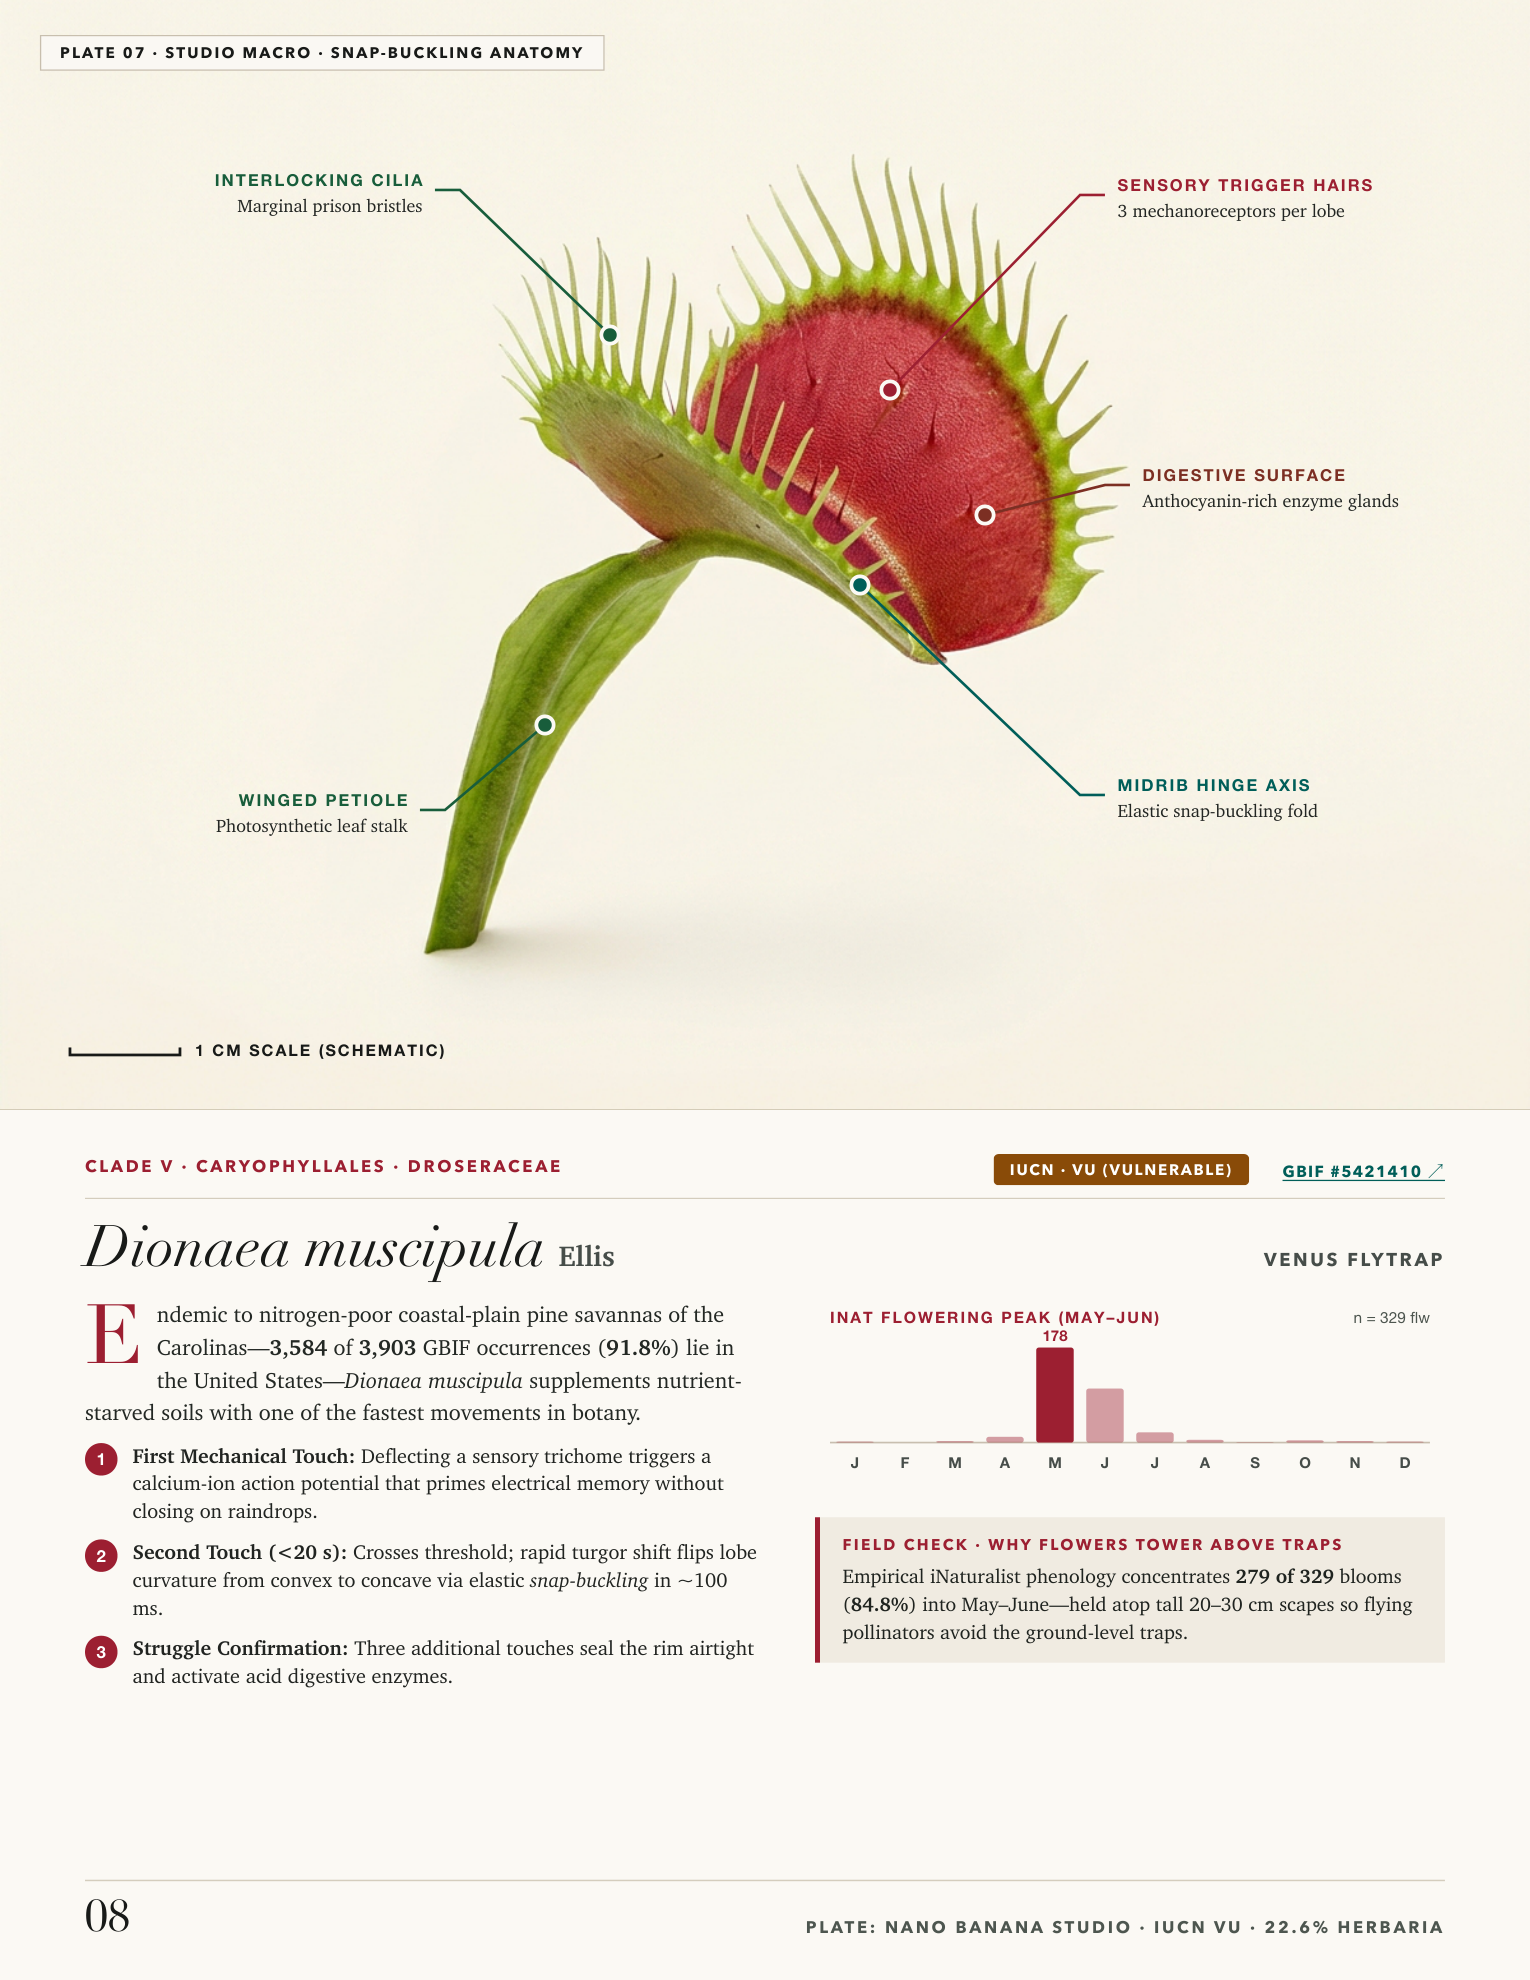 PLATE 07 · STUDIO MACRO · SNAP-BUCKLING ANATOMY
INTERLOCKING CILIA
Marginal prison bristles
SENSORY TRIGGER HAIRS
3 mechanoreceptors per lobe
DIGESTIVE SURFACE
Anthocyanin-rich enzyme glands
WINGED PETIOLE
Photosynthetic leaf stalk
MIDRIB HINGE AXIS
Elastic snap-buckling fold
1 CM SCALE (SCHEMATIC)
CLADE V · CARYOPHYLLALES · DROSERACEAE
IUCN · VU (VULNERABLE)
GBIF #5421410 ↗
Dionaea muscipula Ellis
VENUS FLYTRAP
Endemic to nitrogen-poor coastal-plain pine savannas of the
Carolinas—3,584 of 3,903 GBIF occurrences (91.8%) lie in
the United States—Dionaea muscipula supplements nutrient-
starved soils with one of the fastest movements in botany.
1 First Mechanical Touch: Deflecting a sensory trichome triggers a
calcium-ion action potential that primes electrical memory without
closing on raindrops.
2 Second Touch (<20 s): Crosses threshold; rapid turgor shift flips lobe
curvature from convex to concave via elastic snap-buckling in ~100
ms.
3 Struggle Confirmation: Three additional touches seal the rim airtight
and activate acid digestive enzymes.
INAT FLOWERING PEAK (MAY–JUN)
n = 329 flw
178
J F M A M J J A S O N D
FIELD CHECK · WHY FLOWERS TOWER ABOVE TRAPS
Empirical iNaturalist phenology concentrates 279 of 329 blooms
(84.8%) into May–June—held atop tall 20–30 cm scapes so flying
pollinators avoid the ground-level traps.
08
PLATE: NANO BANANA STUDIO · IUCN VU · 22.6% HERBARIA